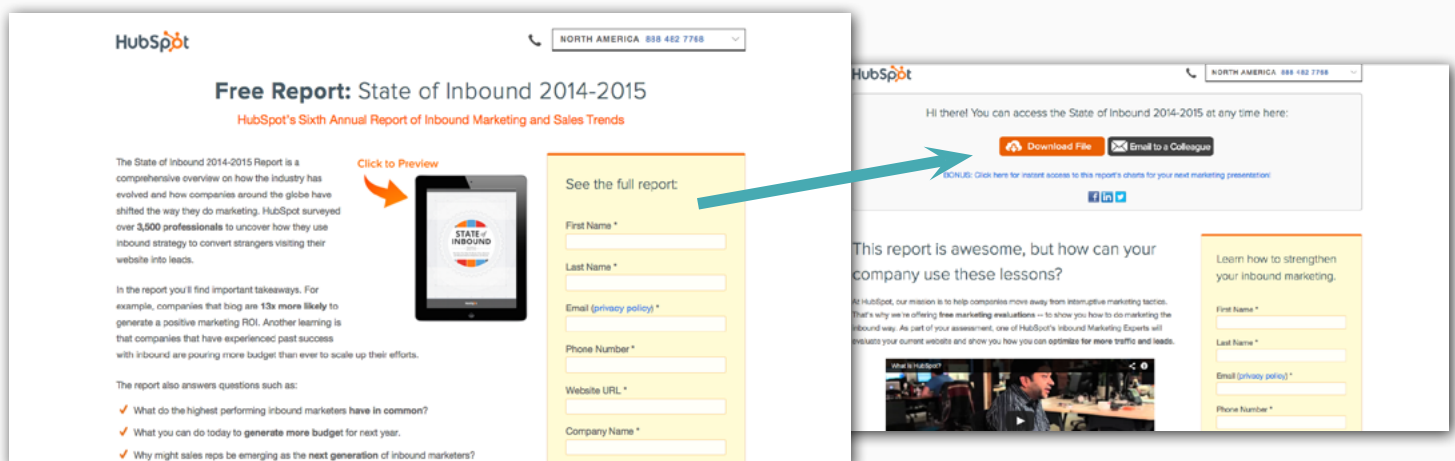 HubSpot
NORTH AMERICA 888 482 7768
Free Report: State of Inbound 2014-2015
HubSpot's Sixth Annual Report of Inbound Marketing and Sales Trends
The State of Inbound 2014-2015 Report is a
comprehensive overview on how the industry has
evolved and how companies around the globe have
shifted the way they do marketing. HubSpot surveyed
over 3,500 professionals to uncover how they use
inbound strategy to convert strangers visiting their
website into leads.
In the report you'll find important takeaways. For
example, companies that blog are 13x more likely to
generate a positive marketing ROI. Another learning is
that companies that have experienced past success
with inbound are pouring more budget than ever to scale up their efforts.
The report also answers questions such as:
✓ What do the highest performing inbound marketers have in common?
✓ What you can do today to generate more budget for next year.
✓ Why might sales reps be emerging as the next generation of inbound marketers?
Click to Preview
STATE of
INBOUND
See the full report:
First Name *
Last Name *
Email (privacy policy) *
Phone Number *
Website URL *
Company Name *
HubSpot
NORTH AMERICA 888 482 7768
Hi there! You can access the State of Inbound 2014-2015 at any time here:
Download File
Email to a Colleague
BONUS: Click here for instant access to this report's charts for your next marketing presentation!
This report is awesome, but how can your
company use these lessons?
At HubSpot, our mission is to help companies move away from interruptive marketing tactics.
That's why we're offering free marketing evaluations -- to show you how to do marketing the
inbound way. As part of your assessment, one of HubSpot's Inbound Marketing Experts will
evaluate your current website and show you how you can optimize for more traffic and leads.
What is HubSpot?
Learn how to strengthen
your inbound marketing.
First Name *
Last Name *
Email (privacy policy) *
Phone Number *